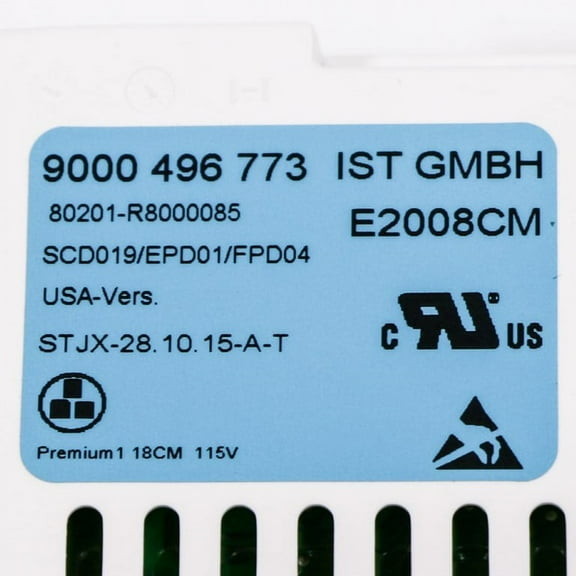 9000 496 773 IST GMBH
80201-R8000085
E2008CM
SCD019/EPD01/FPD04
USA-Vers.
STJX-28.10.15-A-T
c RU ® US
Premium1 18CM 115V